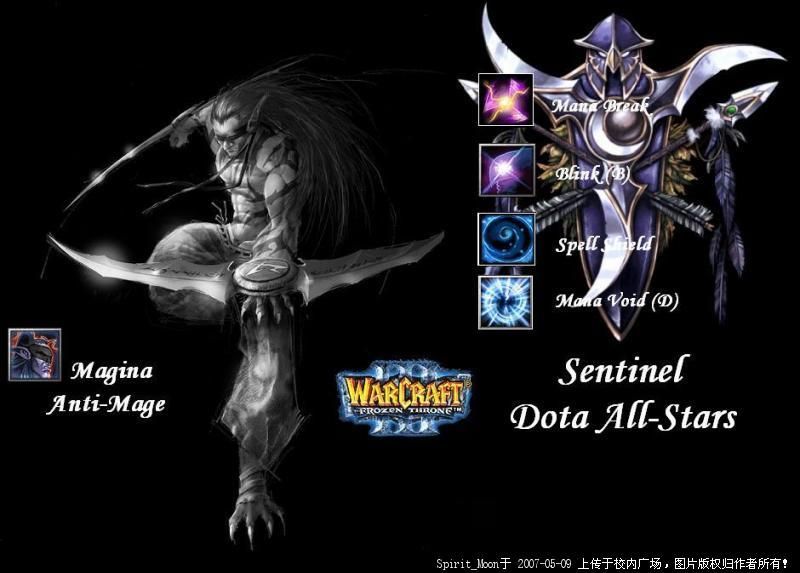 Mana Break
Blink (B)
Spell Shield
Mana Void (D)
Magina
Anti-Mage
WARCRAFT
III
FROZEN THRONE™
Sentinel
Dota All-Stars
Spirit_Moon于 2007-05-09 上传于校内广场，图片版权归作者所有!